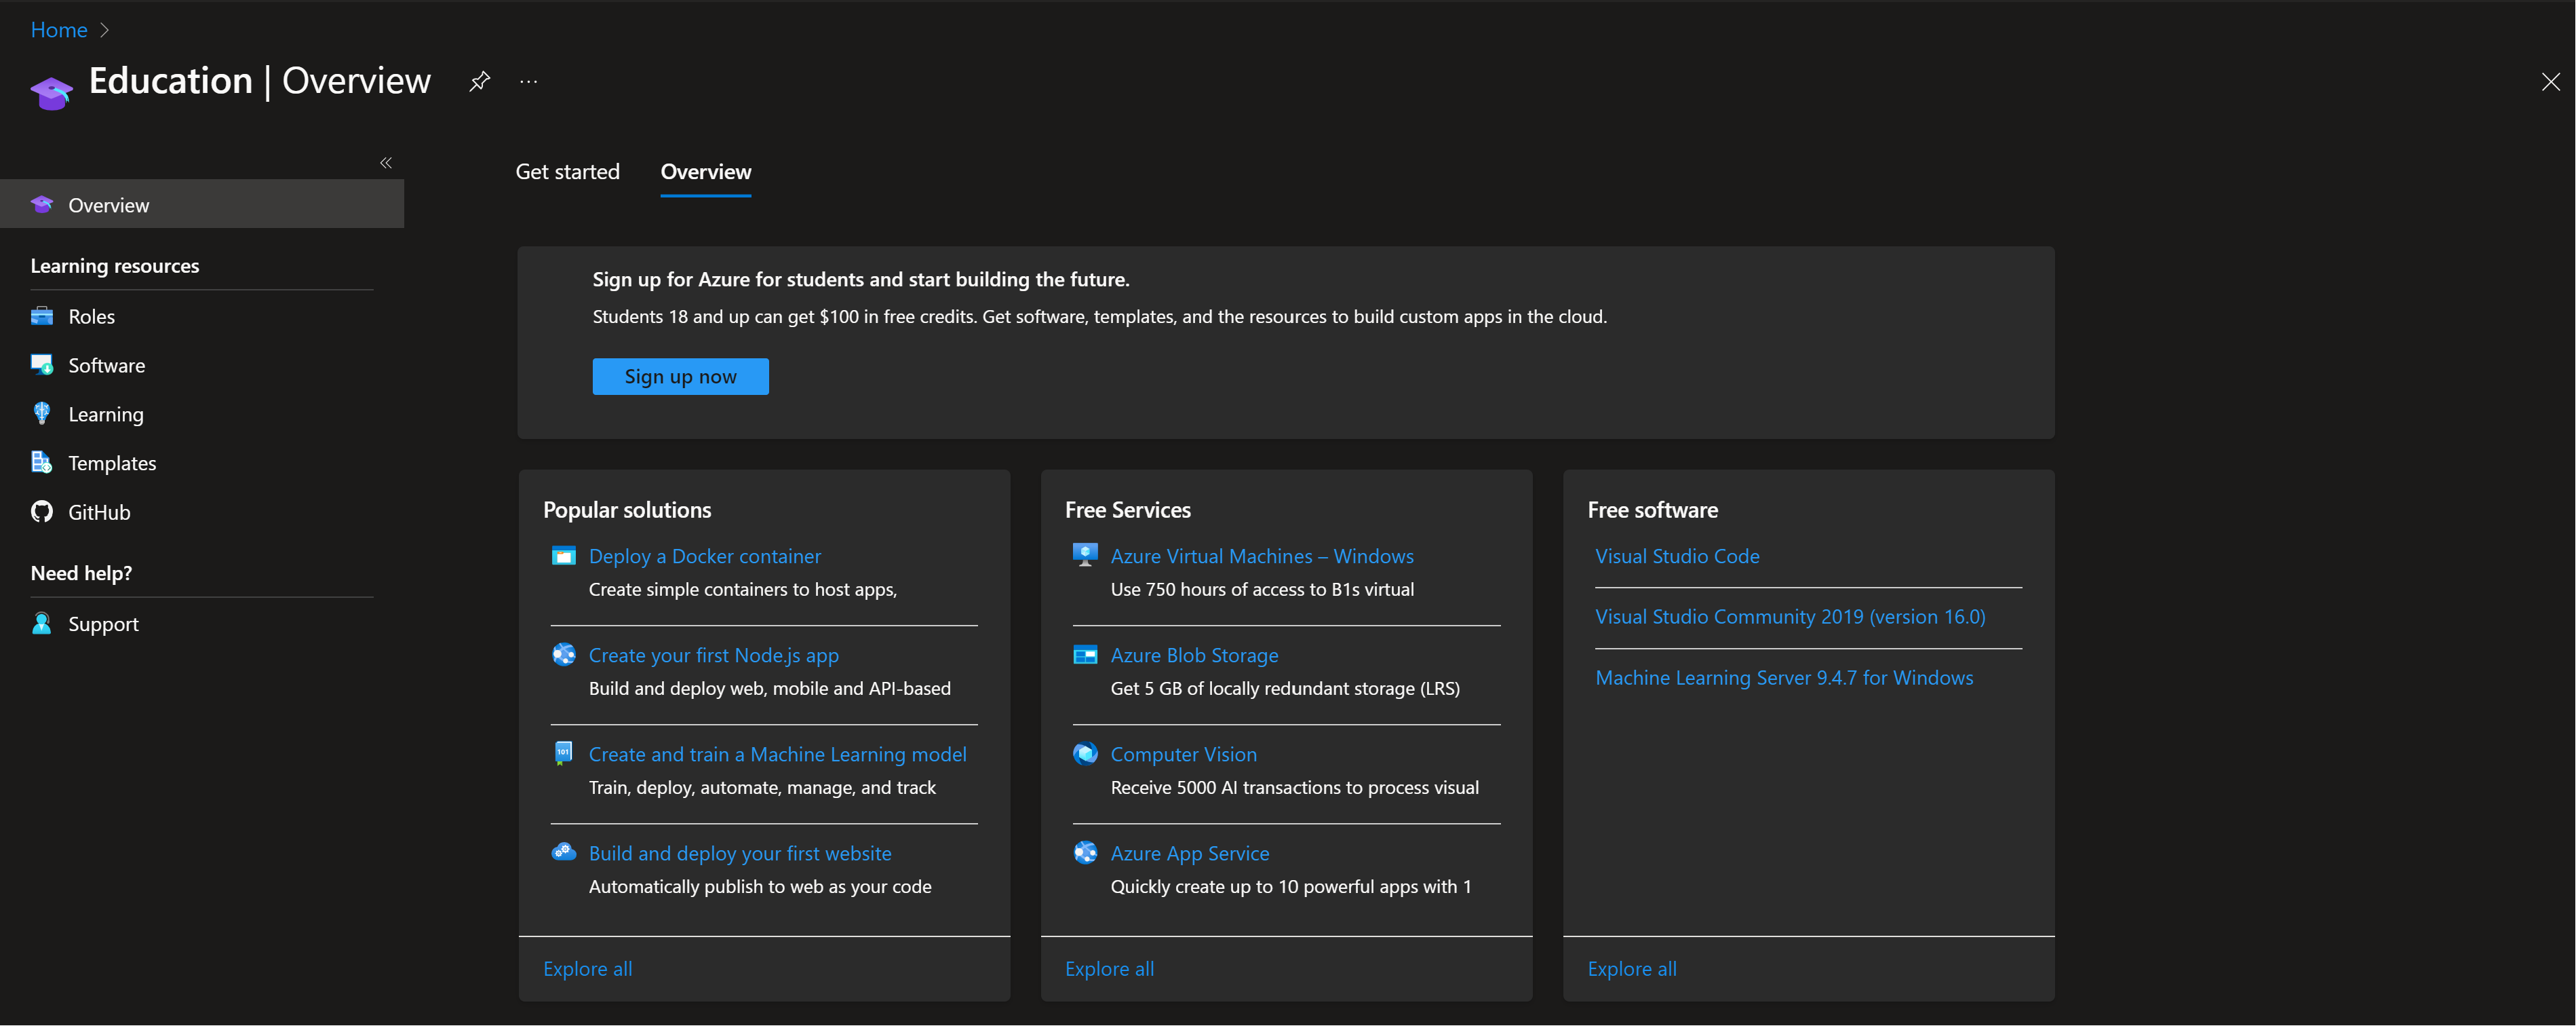 Home
Education | Overview
Overview
Learning resources
Roles
Software
Learning
Templates
GitHub
Need help?
Support
Get started
Overview
Sign up for Azure for students and start building the future.
Students 18 and up can get $100 in free credits. Get software, templates, and the resources to build custom apps in the cloud.
Sign up now
Popular solutions
Deploy a Docker container
Create simple containers to host apps,
Create your first Node.js app
Build and deploy web, mobile and API-based
Create and train a Machine Learning model
Train, deploy, automate, manage, and track
Build and deploy your first website
Automatically publish to web as your code
Explore all
Free Services
Azure Virtual Machines – Windows
Use 750 hours of access to B1s virtual
Azure Blob Storage
Get 5 GB of locally redundant storage (LRS)
Computer Vision
Receive 5000 AI transactions to process visual
Azure App Service
Quickly create up to 10 powerful apps with 1
Explore all
Free software
Visual Studio Code
Visual Studio Community 2019 (version 16.0)
Machine Learning Server 9.4.7 for Windows
Explore all